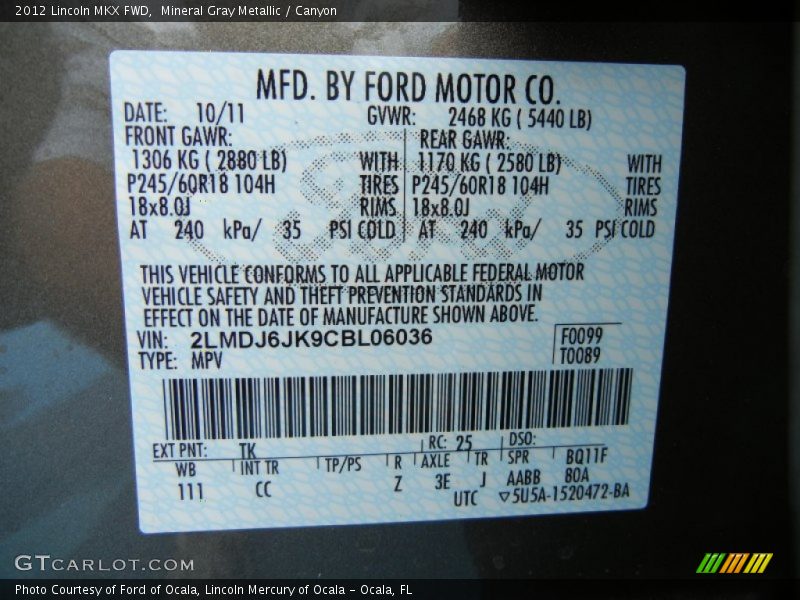 2012 Lincoln MKX FWD, Mineral Gray Metallic / Canyon
MFD. BY FORD MOTOR CO.
DATE: 10/11 GVWR: 2468 KG ( 5440 LB)
FRONT GAWR: REAR GAWR:
1306 KG ( 2880 LB) WITH 1170 KG ( 2580 LB) WITH
P245/60R18 104H TIRES P245/60R18 104H TIRES
18x8.0J RIMS 18x8.0J RIMS
AT 240 kPa/ 35 PSI COLD AT 240 kPa/ 35 PSI COLD
THIS VEHICLE CONFORMS TO ALL APPLICABLE FEDERAL MOTOR
VEHICLE SAFETY AND THEFT PREVENTION STANDARDS IN
EFFECT ON THE DATE OF MANUFACTURE SHOWN ABOVE.
VIN: 2LMDJ6JK9CBL06036 F0099
TYPE: MPV T0089
EXT PNT: TK RC: 25 DSO:
WB INT TR TP/PS R AXLE TR SPR BQ11F
111 CC Z 3E J AABB 80A
UTC ▽5U5A-1520472-BA
GTCARLOT.COM
Photo Courtesy of Ford of Ocala, Lincoln Mercury of Ocala - Ocala, FL